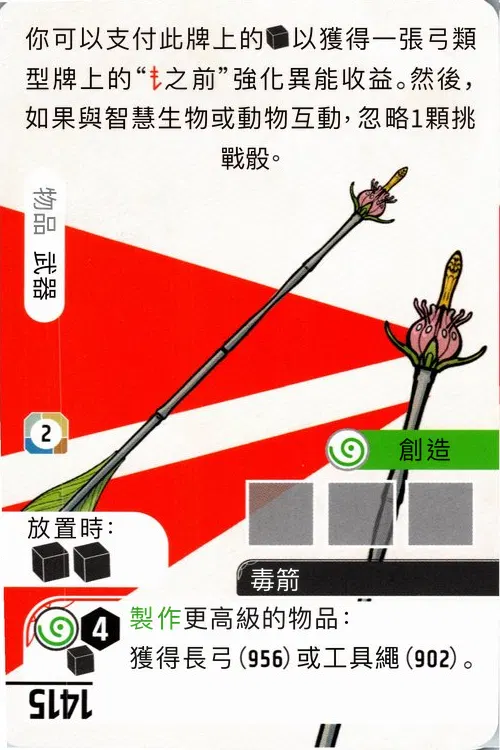 你可以支付此牌上的以獲得一張弓類
型牌上的“之前”強化異能收益。然後，
如果與智慧生物或動物互動，忽略1顆挑
戰骰。
物品 武器
2
創造
放置時：
毒箭
4
製作更高級的物品：
獲得長弓（956）或工具繩（902）。
1415